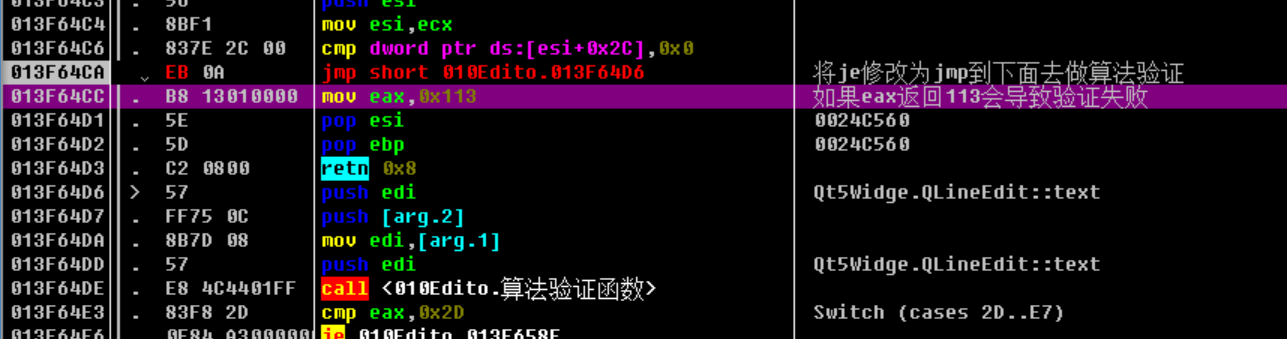 013F64C3 . 56 push esi
013F64C4 . 8BF1 mov esi,ecx
013F64C6 . 837E 2C 00 cmp dword ptr ds:[esi+0x2C],0x0
013F64CA . EB 0A jmp short 010Edito.013F64D6 将je修改为jmp到下面去做算法验证
013F64CC . B8 13010000 mov eax,0x113 如果eax返回113会导致验证失败
013F64D1 . 5E pop esi 0024C560
013F64D2 . 5D pop ebp 0024C560
013F64D3 . C2 0800 retn 0x8
013F64D6 > 57 push edi Qt5Widge.QLineEdit::text
013F64D7 . FF75 0C push [arg.2]
013F64DA . 8B7D 08 mov edi,[arg.1]
013F64DD . 57 push edi Qt5Widge.QLineEdit::text
013F64DE . E8 4C4401FF call <010Edito.算法验证函数>
013F64E3 . 83F8 2D cmp eax,0x2D Switch (cases 2D..E7)
013F64E6 . 0F84 A3000000 je 010Edito.013F658F